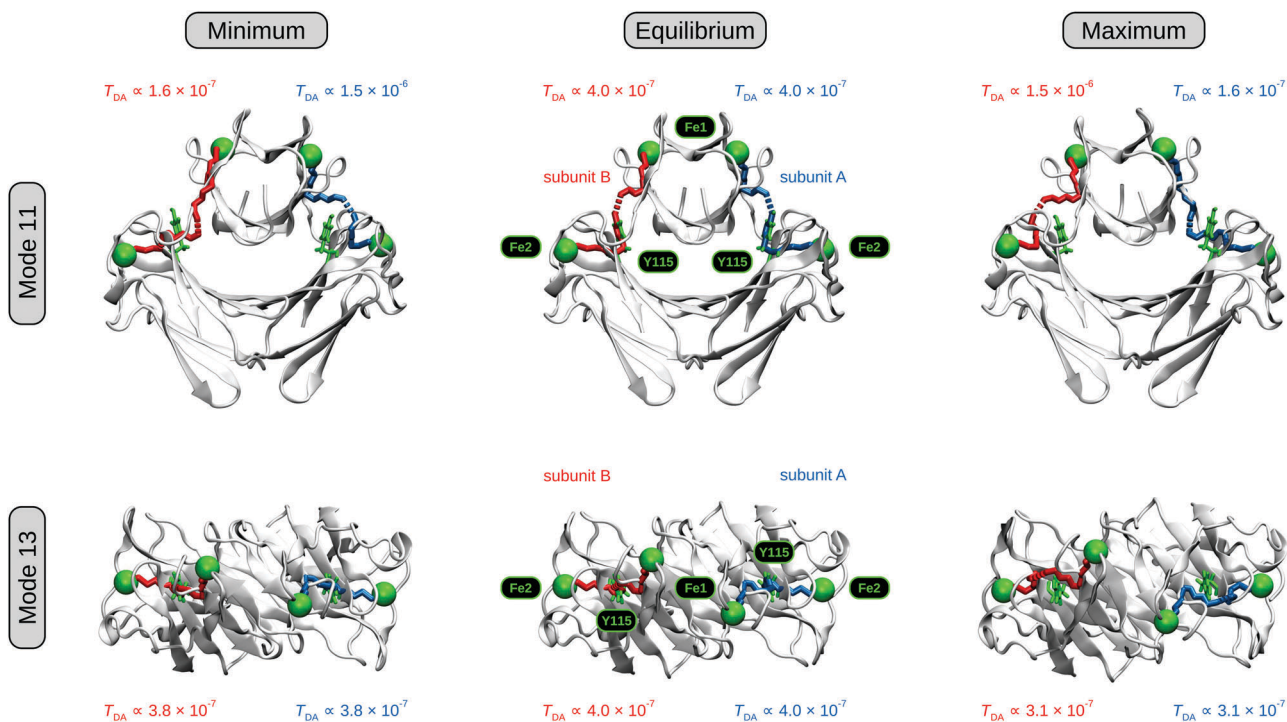 Minimum Equilibrium Maximum
T_DA ∝ 1.6 × 10⁻⁷ T_DA ∝ 1.5 × 10⁻⁶ T_DA ∝ 4.0 × 10⁻⁷ T_DA ∝ 4.0 × 10⁻⁷ T_DA ∝ 1.5 × 10⁻⁶ T_DA ∝ 1.6 × 10⁻⁷
Fe1
subunit B subunit A
Mode 11
Fe2 Fe2
Y115 Y115
subunit B subunit A
Y115
Mode 13
Fe2 Fe1 Fe2
Y115
T_DA ∝ 3.8 × 10⁻⁷ T_DA ∝ 3.8 × 10⁻⁷ T_DA ∝ 4.0 × 10⁻⁷ T_DA ∝ 4.0 × 10⁻⁷ T_DA ∝ 3.1 × 10⁻⁷ T_DA ∝ 3.1 × 10⁻⁷